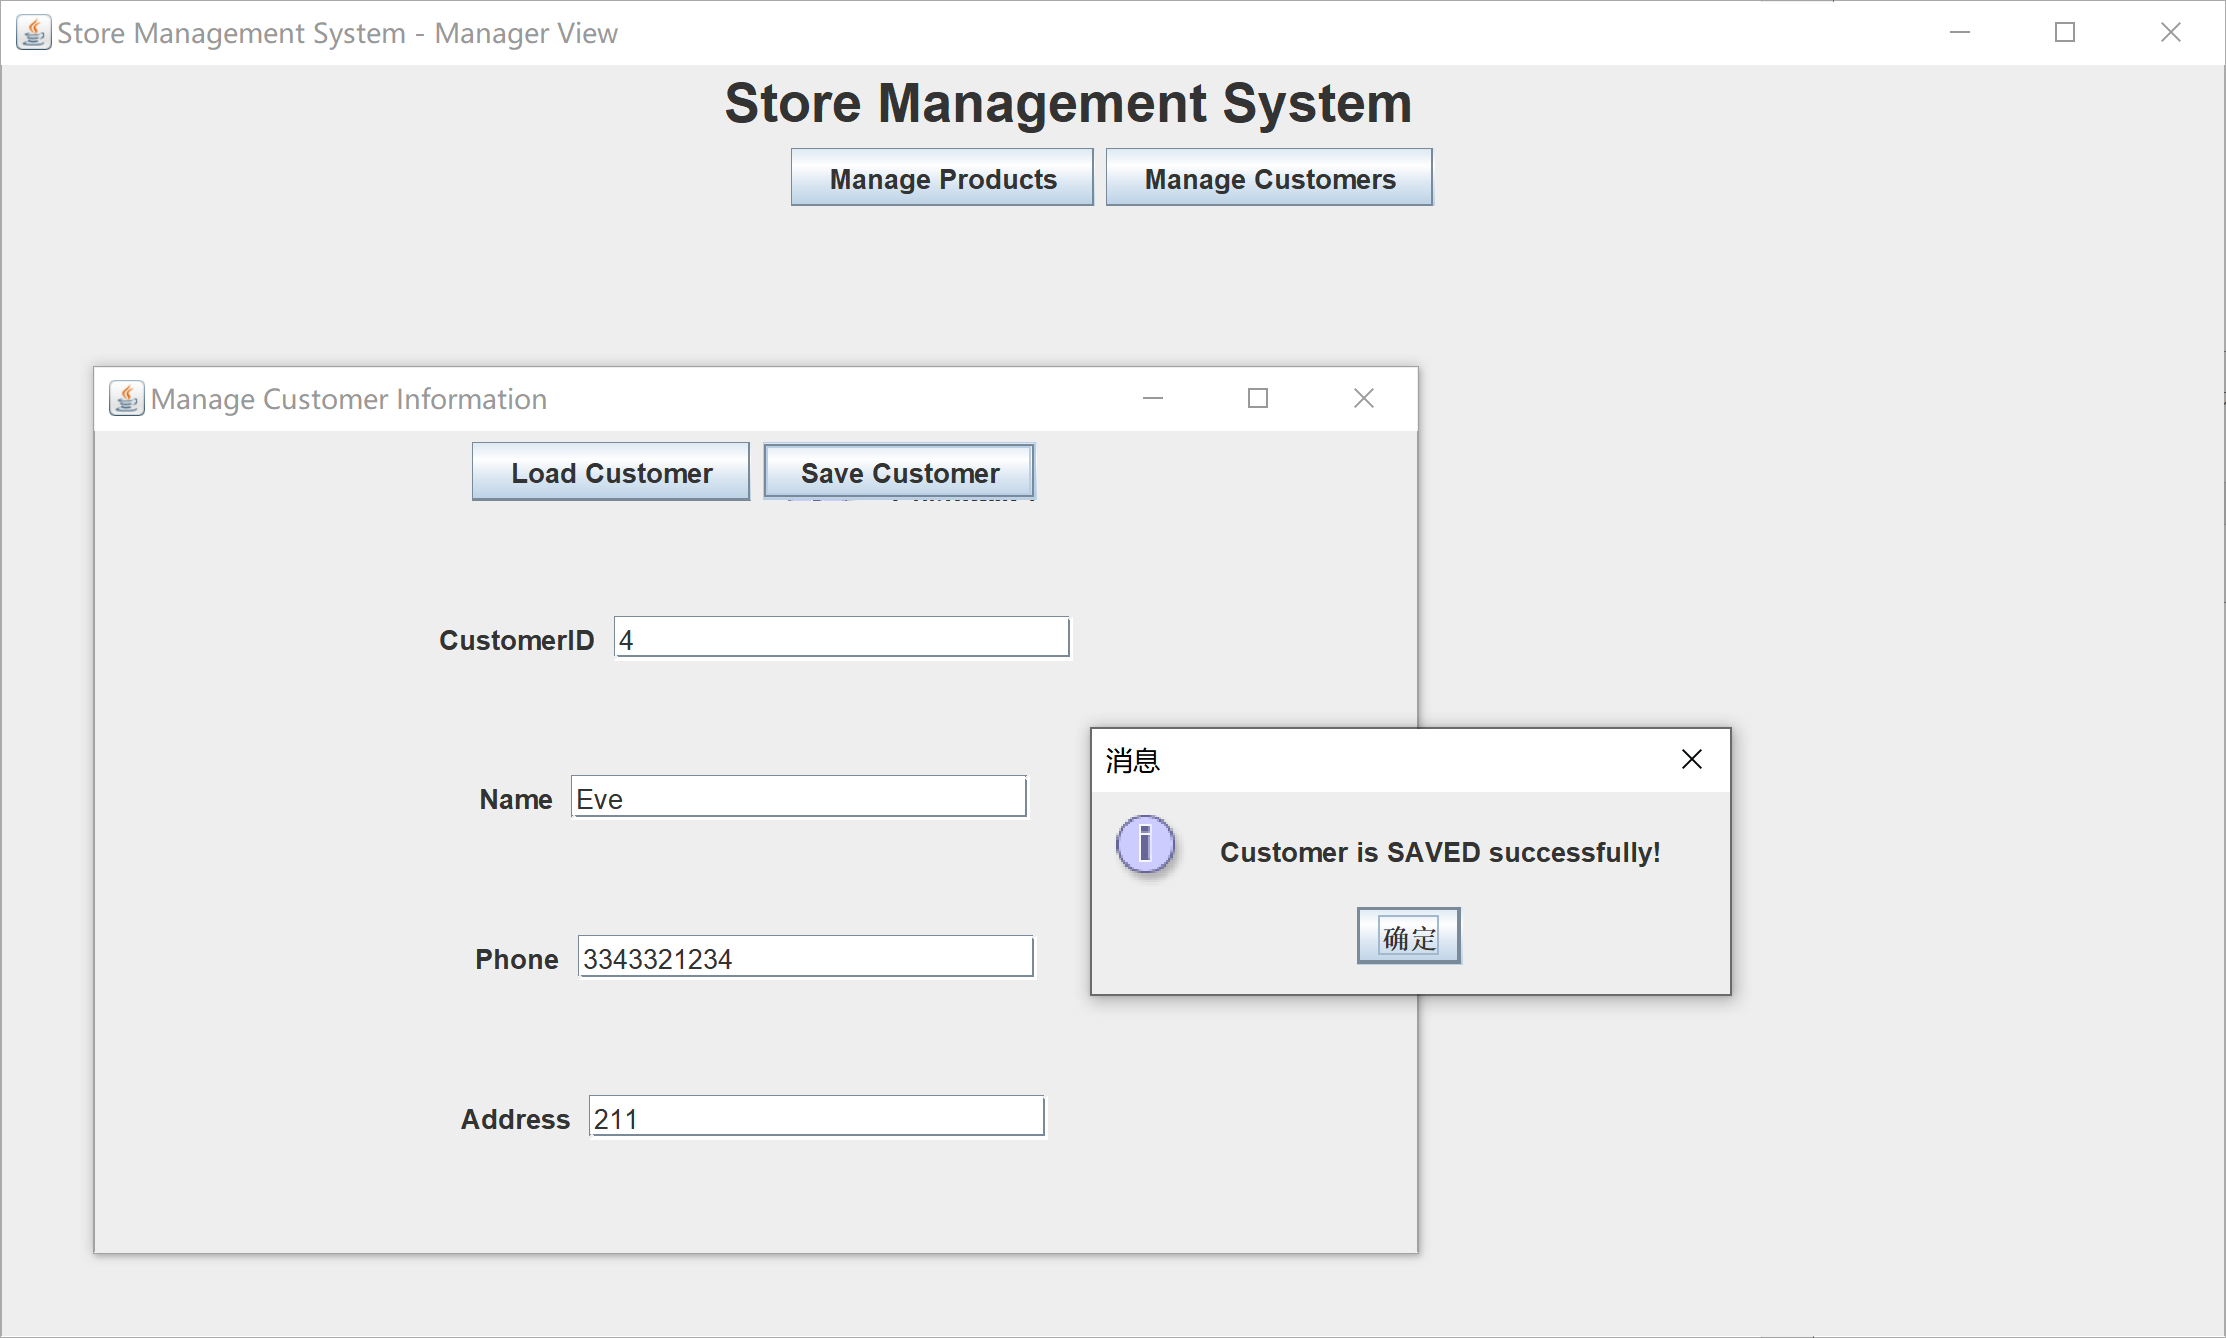 Store Management System - Manager View
Store Management System
Manage Products
Manage Customers
Manage Customer Information
Load Customer
Save Customer
CustomerID 4
Name Eve
Phone 3343321234
Address 211
消息
Customer is SAVED successfully!
确定